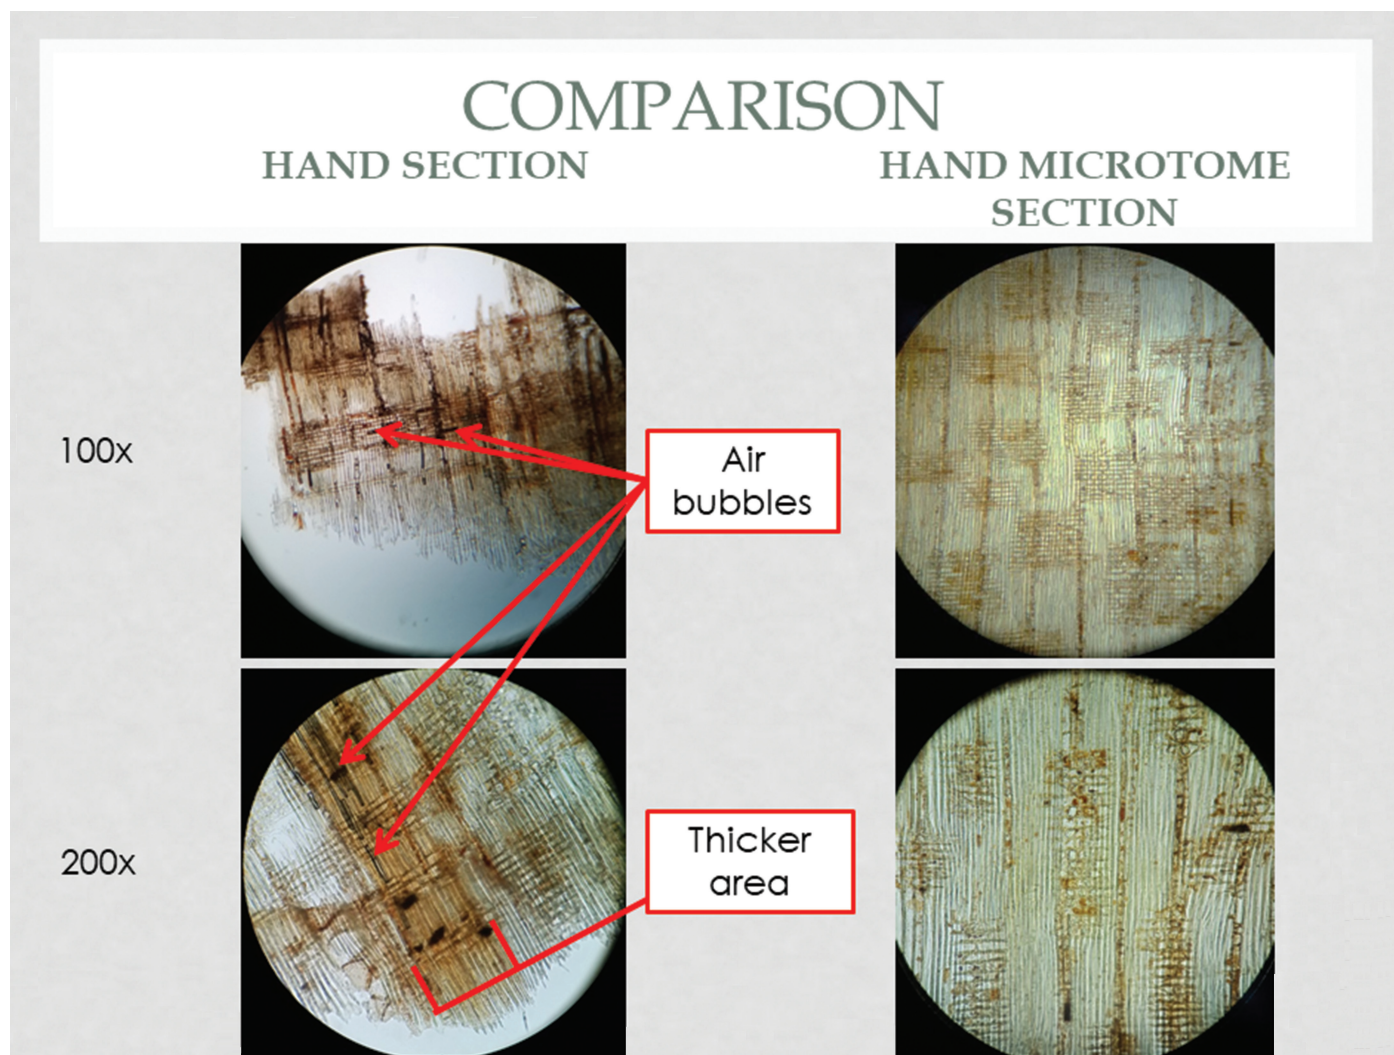 COMPARISON
HAND SECTION
HAND MICROTOME
SECTION
100x
Air
bubbles
200x
Thicker
area